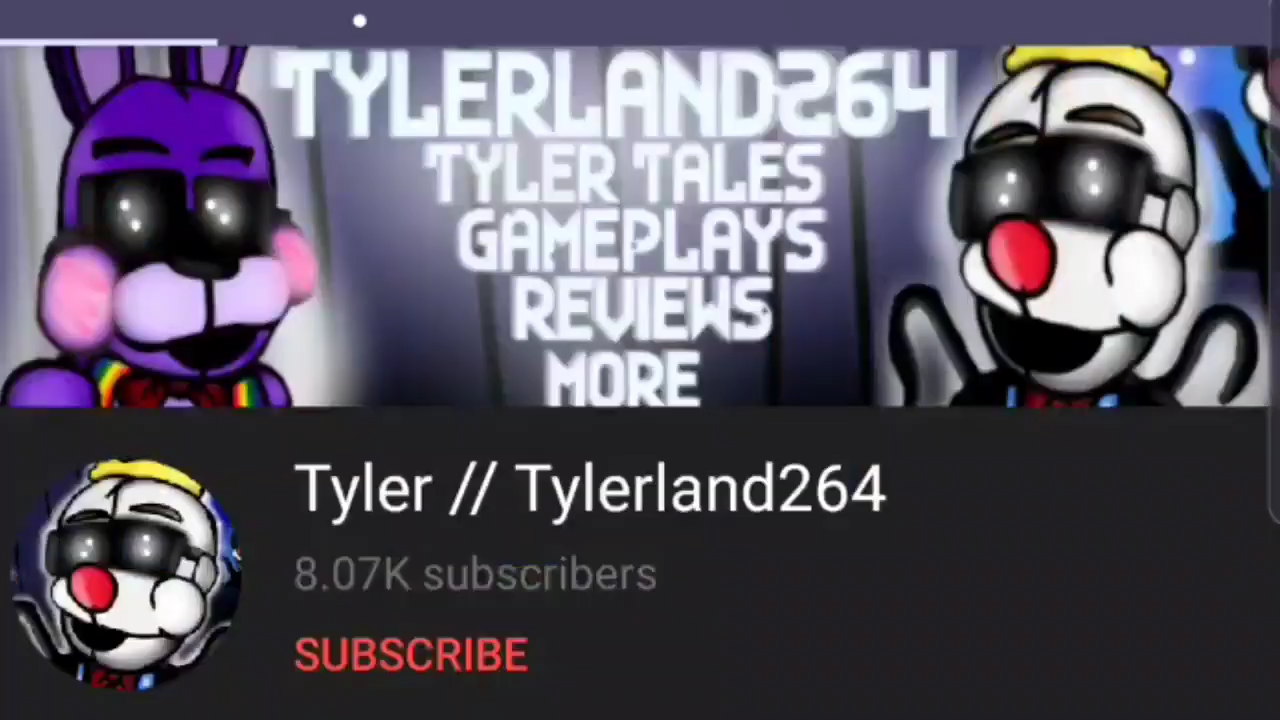 TYLERLAND264
TYLER TALES
GAMEPLAYS
REVIEWS
MORE
Tyler // Tylerland264
8.07K subscribers
SUBSCRIBE